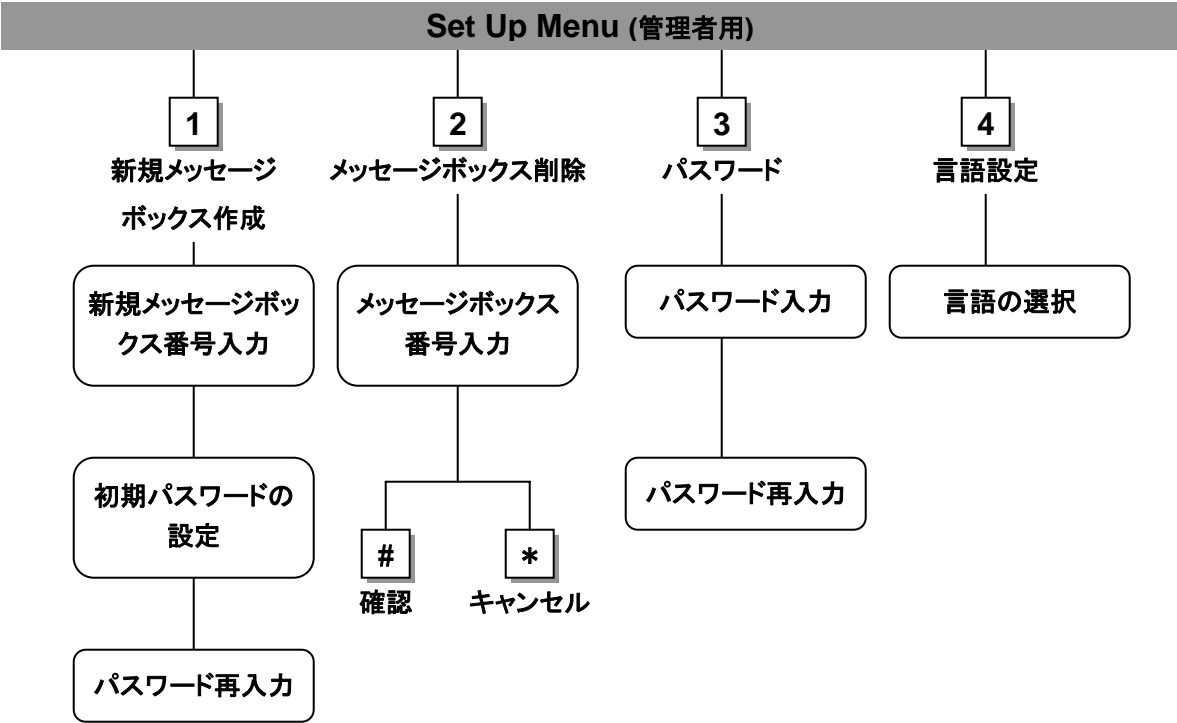 Set Up Menu (管理者用)
1
新規メッセージ
ボックス作成
新規メッセージボッ
クス番号入力
初期パスワードの
設定
パスワード再入力
2
メッセージボックス削除
メッセージボックス
番号入力
#
確認
*
キャンセル
3
パスワード
パスワード入力
パスワード再入力
4
言語設定
言語の選択